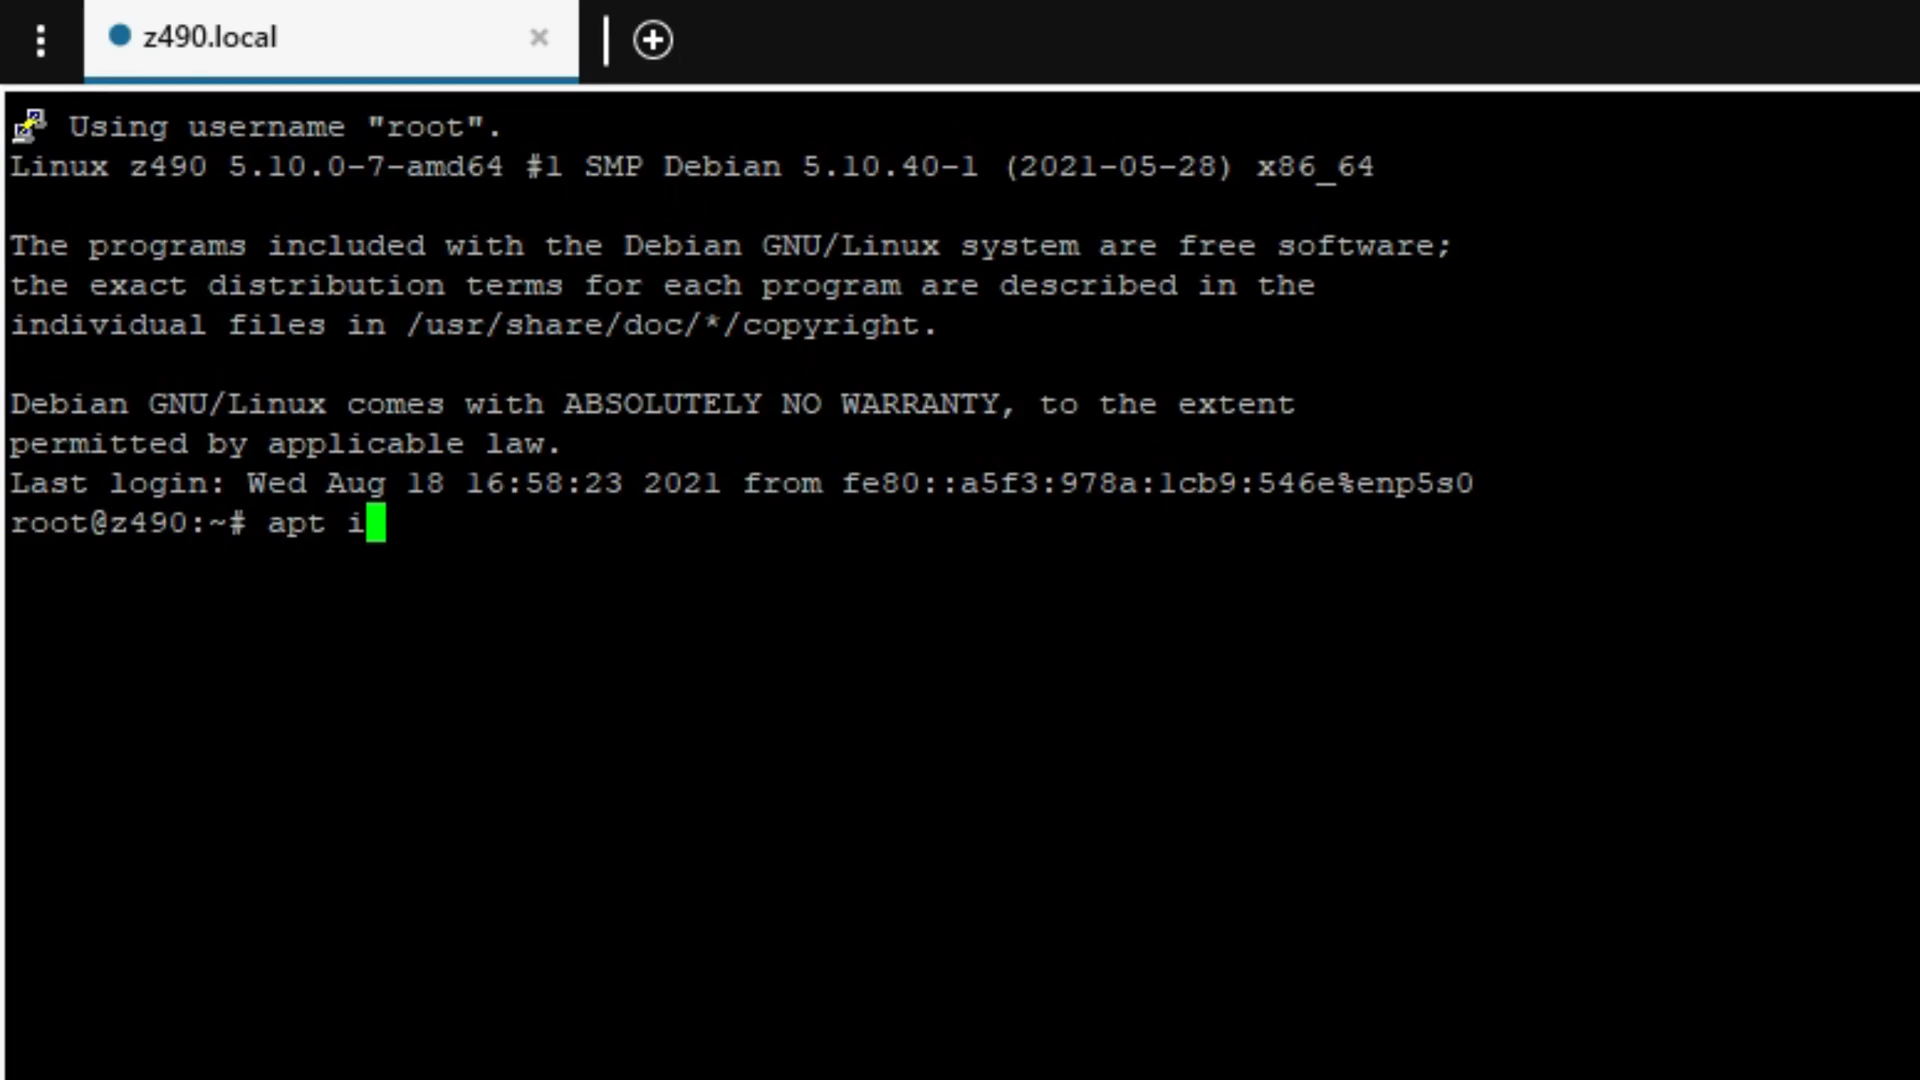 z490.local
Using username "root".
Linux z490 5.10.0-7-amd64 #1 SMP Debian 5.10.40-1 (2021-05-28) x86_64
The programs included with the Debian GNU/Linux system are free software;
the exact distribution terms for each program are described in the
individual files in /usr/share/doc/*/copyright.
Debian GNU/Linux comes with ABSOLUTELY NO WARRANTY, to the extent
permitted by applicable law.
Last login: Wed Aug 18 16:58:23 2021 from fe80::a5f3:978a:1cb9:546e%enp5s0
root@z490:~# apt i